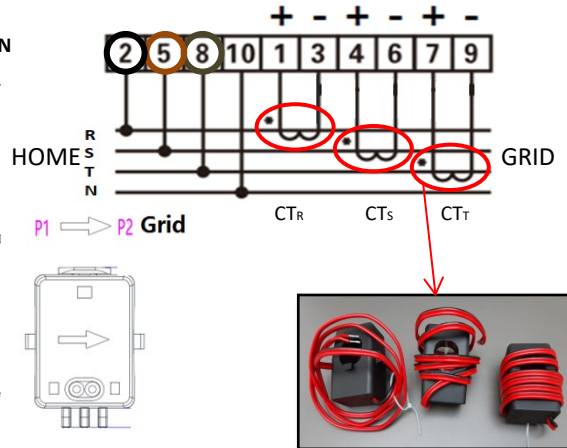 + - + - + -
N
2 5 8 10 1 3 4 6 7 9
R
S
T
N
HOME
GRID
CTR CTS CTT
P1 P2 Grid